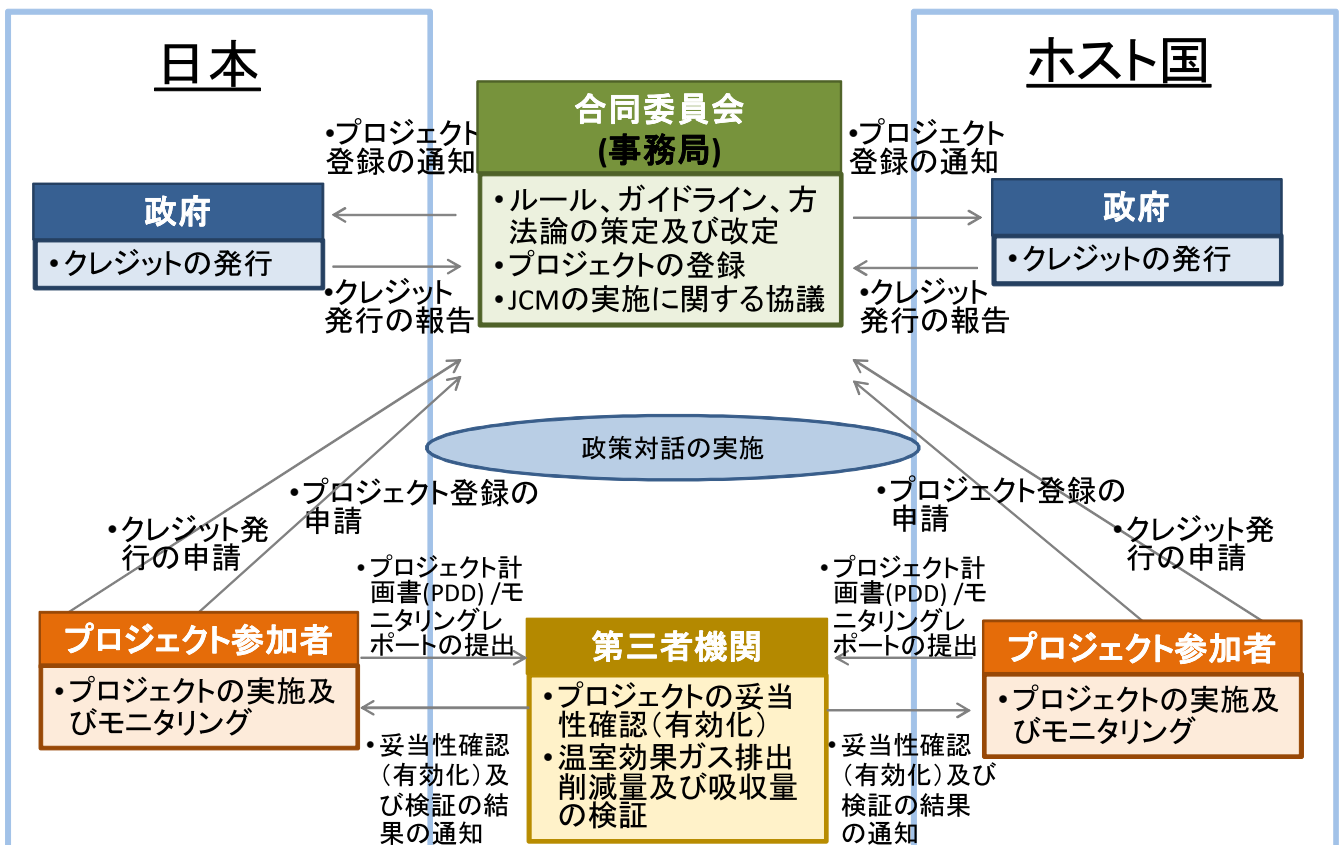 日本
ホスト国
合同委員会
(事務局)
•プロジェクト
登録の通知
•プロジェクト
登録の通知
政府
•クレジットの発行
•ルール、ガイドライン、方
法論の策定及び改定
•プロジェクトの登録
•JCMの実施に関する協議
政府
•クレジットの発行
•クレジット
発行の報告
•クレジット
発行の報告
政策対話の実施
•プロジェクト登録の
申請
•クレジット発
行の申請
•プロジェクト登録の
申請
•クレジット発
行の申請
•プロジェクト計
画書(PDD) /モ
ニタリングレ
ポートの提出
•プロジェクト計
画書(PDD) /モ
ニタリングレ
ポートの提出
プロジェクト参加者
•プロジェクトの実施及
びモニタリング
第三者機関
•プロジェクトの妥当
性確認（有効化）
•温室効果ガス排出
削減量及び吸収量
の検証
プロジェクト参加者
•プロジェクトの実施及
びモニタリング
•妥当性確認
（有効化）及
び検証の結
果の通知
•妥当性確認
（有効化）及び
検証の結果
の通知